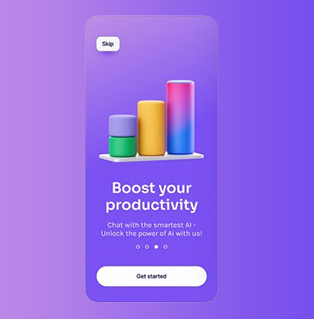 Skip
Boost your
productivity
Chat with the smartest AI -
Unlock the power of AI with us!
Get started